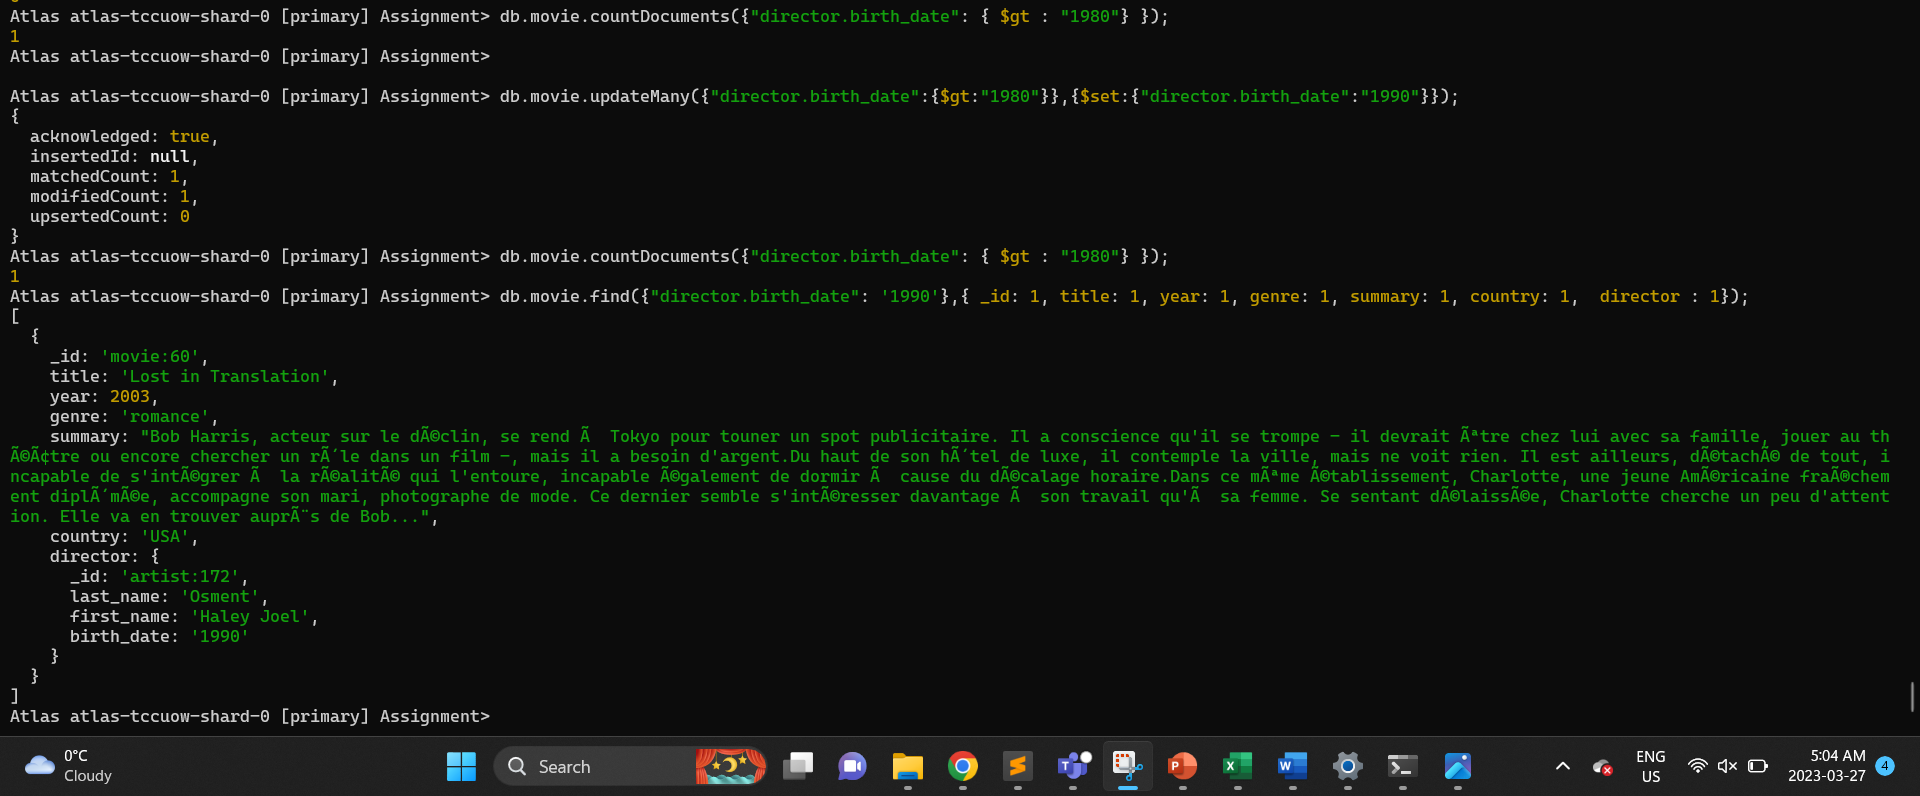 Atlas atlas-tccuow-shard-0 [primary] Assignment> db.movie.countDocuments({"director.birth_date": { $gt : "1980"} });
1
Atlas atlas-tccuow-shard-0 [primary] Assignment>
Atlas atlas-tccuow-shard-0 [primary] Assignment> db.movie.updateMany({"director.birth_date":{$gt:"1980"}},{$set:{"director.birth_date":"1990"}});
{
  acknowledged: true,
  insertedId: null,
  matchedCount: 1,
  modifiedCount: 1,
  upsertedCount: 0
}
Atlas atlas-tccuow-shard-0 [primary] Assignment> db.movie.countDocuments({"director.birth_date": { $gt : "1980"} });
1
Atlas atlas-tccuow-shard-0 [primary] Assignment> db.movie.find({"director.birth_date": '1990'},{ _id: 1, title: 1, year: 1, genre: 1, summary: 1, country: 1,  director : 1});
[
  {
    _id: 'movie:60',
    title: 'Lost in Translation',
    year: 2003,
    genre: 'romance',
    summary: "Bob Harris, acteur sur le dÃ©clin, se rend Ã  Tokyo pour touner un spot publicitaire. Il a conscience qu'il se trompe - il devrait Ãªtre chez lui avec sa famille, jouer au th
Ã©Ã¢tre ou encore chercher un rÃ´le dans un film -, mais il a besoin d'argent.Du haut de son hÃ´tel de luxe, il contemple la ville, mais ne voit rien. Il est ailleurs, dÃ©tachÃ© de tout, i
ncapable de s'intÃ©grer Ã  la rÃ©alitÃ© qui l'entoure, incapable Ã©galement de dormir Ã  cause du dÃ©calage horaire.Dans ce mÃªme Ã©tablissement, Charlotte, une jeune AmÃ©ricaine fraÃ®chem
ent diplÃ´mÃ©e, accompagne son mari, photographe de mode. Ce dernier semble s'intÃ©resser davantage Ã  son travail qu'Ã  sa femme. Se sentant dÃ©laissÃ©e, Charlotte cherche un peu d'attent
ion. Elle va en trouver auprÃ¨s de Bob...",
    country: 'USA',
    director: {
      _id: 'artist:172',
      last_name: 'Osment',
      first_name: 'Haley Joel',
      birth_date: '1990'
    }
  }
]
Atlas atlas-tccuow-shard-0 [primary] Assignment>
0°C
Cloudy
Search
ENG
US
5:04 AM
2023-03-27
4